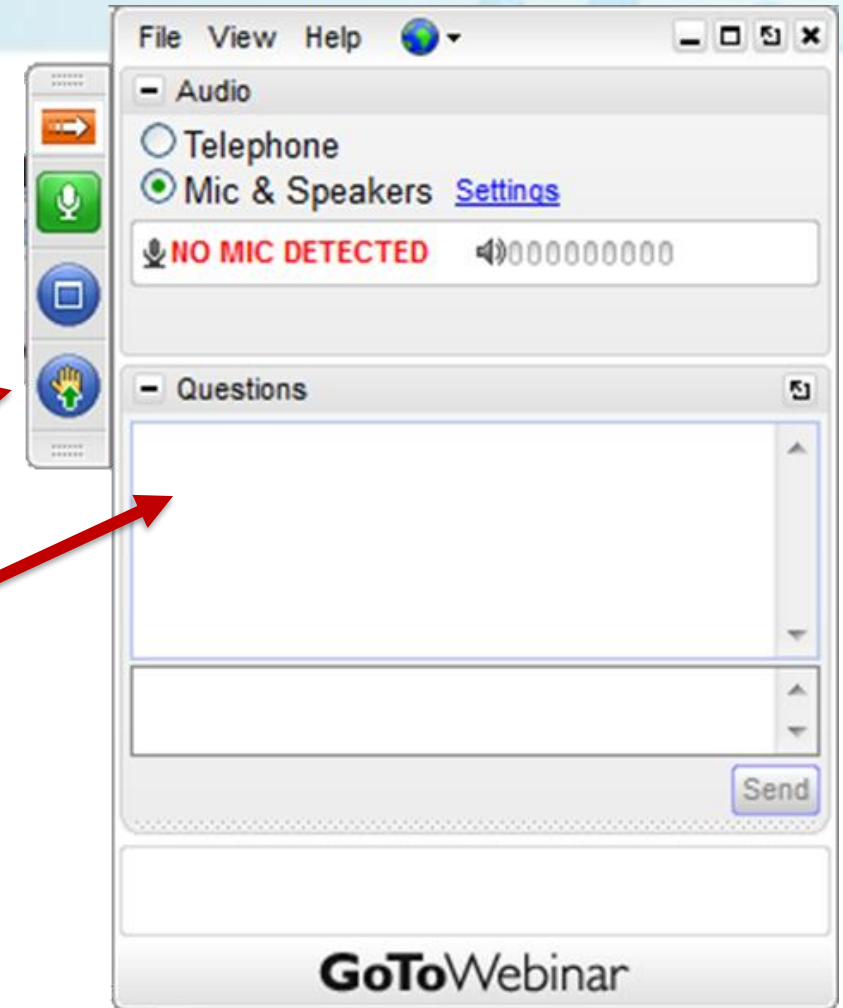 File View Help
Audio
Telephone
Mic & Speakers Settings
NO MIC DETECTED
Questions
Send
GoToWebinar